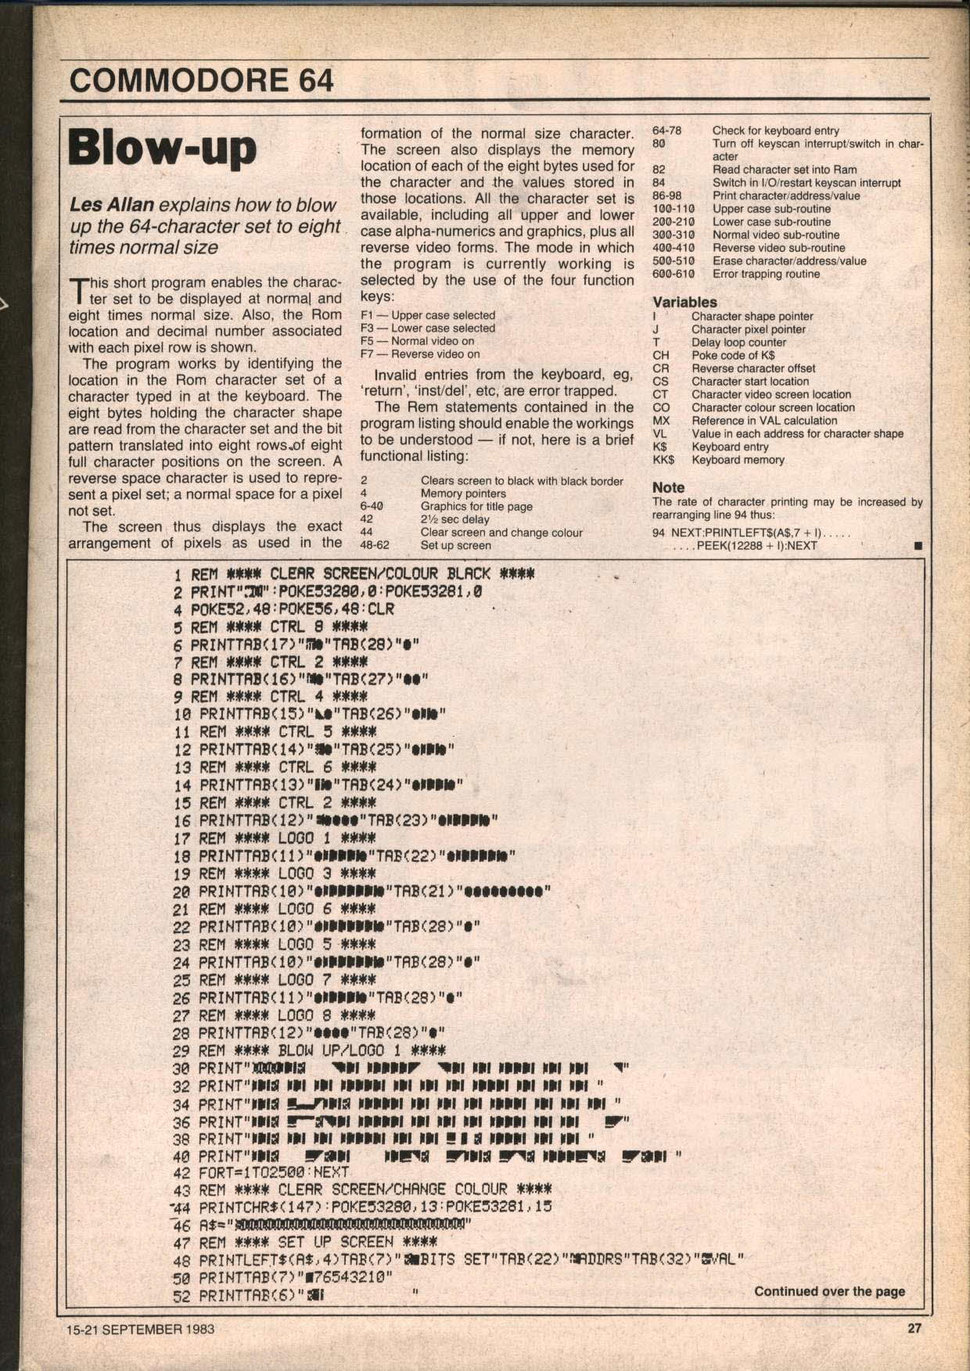 COMMODORE 64
Blow-up
Les Allan explains how to blow
up the 64-character set to eight
times normal size
This short program enables the charac-
ter set to be displayed at normal and
eight times normal size. Also, the Rom
location and decimal number associated
with each pixel row is shown.
The program works by identifying the
location in the Rom character set of a
character typed in at the keyboard. The
eight bytes holding the character shape
are read from the character set and the bit
pattern translated into eight rows of eight
full character positions on the screen. A
reverse space character is used to repre-
sent a pixel set; a normal space for a pixel
not set.
The screen thus displays the exact
arrangement of pixels as used in the
formation of the normal size character.
The screen also displays the memory
location of each of the eight bytes used for
the character and the values stored in
those locations. All the character set is
available, including all upper and lower
case alpha-numerics and graphics, plus all
reverse video forms. The mode in which
the program is currently working is
selected by the use of the four function
keys:
F1 — Upper case selected
F3 — Lower case selected
F5 — Normal video on
F7 — Reverse video on
Invalid entries from the keyboard, eg,
'return', 'inst/del', etc, are error trapped.
The Rem statements contained in the
program listing should enable the workings
to be understood — if not, here is a brief
functional listing:
2 Clears screen to black with black border
4 Memory pointers
6-40 Graphics for title page
42 2½ sec delay
44 Clear screen and change colour
48-62 Set up screen
64-78 Check for keyboard entry
80 Turn off keyscan interrupt/switch in char-
acter
82 Read character set into Ram
84 Switch in I/O/restart keyscan interrupt
86-98 Print character/address/value
100-110 Upper case sub-routine
200-210 Lower case sub-routine
300-310 Normal video sub-routine
400-410 Reverse video sub-routine
500-510 Erase character/address/value
600-610 Error trapping routine
Variables
I Character shape pointer
J Character pixel pointer
T Delay loop counter
CH Poke code of K$
CR Reverse character offset
CS Character start location
CT Character video screen location
CO Character colour screen location
MX Reference in VAL calculation
VL Value in each address for character shape
K$ Keyboard entry
KK$ Keyboard memory
Note
The rate of character printing may be increased by
rearranging line 94 thus:
94 NEXT:PRINTLEFT$(A$,7 + I).....
....PEEK(12288 + I):NEXT ■
1 REM **** CLEAR SCREEN/COLOUR BLACK ****
2 PRINT"":POKE53280,0:POKE53281,0
4 POKE52,48:POKE56,48:CLR
5 REM **** CTRL 8 ****
6 PRINTTAB(17)"●"TAB(28)"●"
7 REM **** CTRL 2 ****
8 PRINTTAB(16)"●"TAB(27)"●●"
9 REM **** CTRL 4 ****
10 PRINTTAB(15)"●"TAB(26)""
11 REM **** CTRL 5 ****
12 PRINTTAB(14)"●"TAB(25)""
13 REM **** CTRL 6 ****
14 PRINTTAB(13)"●"TAB(24)""
15 REM **** CTRL 2 ****
16 PRINTTAB(12)"●●●●"TAB(23)""
17 REM **** LOGO 1 ****
18 PRINTTAB(11)""TAB(22)""
19 REM **** LOGO 3 ****
20 PRINTTAB(10)""TAB(21)"●●●●●●●●●"
21 REM **** LOGO 6 ****
22 PRINTTAB(10)""TAB(28)"●"
23 REM **** LOGO 5 ****
24 PRINTTAB(10)""TAB(28)"●"
25 REM **** LOGO 7 ****
26 PRINTTAB(11)""TAB(28)"●"
27 REM **** LOGO 8 ****
28 PRINTTAB(12)"●●●●"TAB(28)"●"
29 REM **** BLOW UP/LOGO 1 ****
30 PRINT""
32 PRINT""
34 PRINT""
36 PRINT""
38 PRINT""
40 PRINT""
42 FORT=1TO2500:NEXT
43 REM **** CLEAR SCREEN/CHANGE COLOUR ****
44 PRINTCHR$(147):POKE53280,13:POKE53281,15
46 A$=""
47 REM **** SET UP SCREEN ****
48 PRINTLEFT$(A$,4)TAB(7)"BITS SET"TAB(22)"ADDRS"TAB(32)"VAL"
50 PRINTTAB(7)"76543210"
52 PRINTTAB(6)" "
Continued over the page
15-21 SEPTEMBER 1983
27